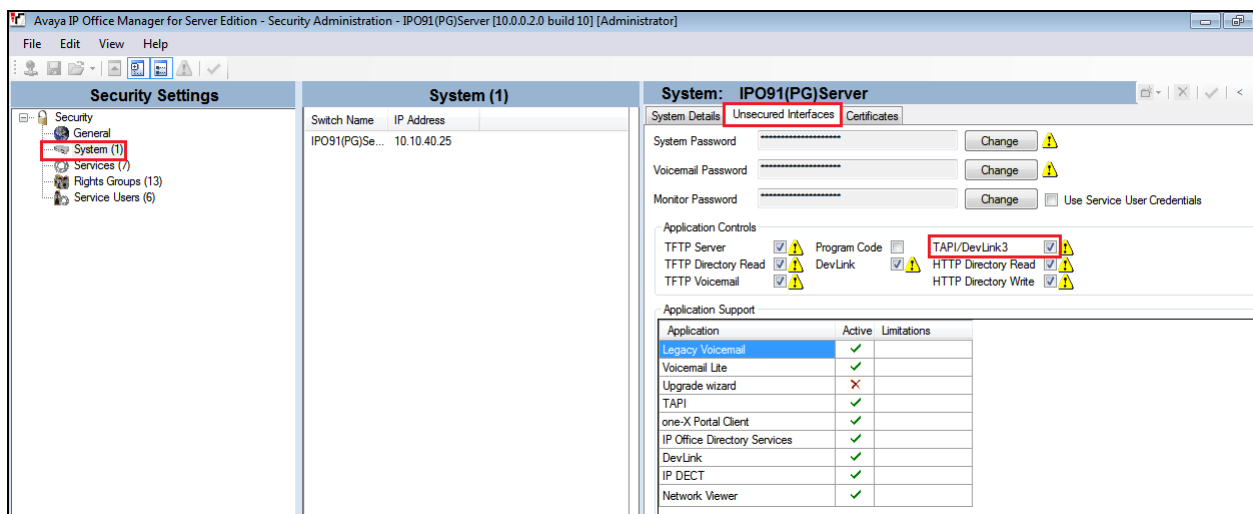 Avaya IP Office Manager for Server Edition - Security Administration - IPO91(PG)Server [10.0.0.2.0 build 10] [Administrator]
File Edit View Help
Security Settings
Security
General
System (1)
Services (7)
Rights Groups (13)
Service Users (6)
System (1)
Switch Name IP Address
IPO91(PG)Se... 10.10.40.25
System: IPO91(PG)Server
System Details Unsecured Interfaces Certificates
System Password ******************** Change
Voicemail Password ******************** Change
Monitor Password ******************** Change Use Service User Credentials
Application Controls
TFTP Server Program Code TAPI/DevLink3
TFTP Directory Read DevLink HTTP Directory Read
TFTP Voicemail HTTP Directory Write
Application Support
Application Active Limitations
Legacy Voicemail
Voicemail Lite
Upgrade wizard
TAPI
one-X Portal Client
IP Office Directory Services
DevLink
IP DECT
Network Viewer